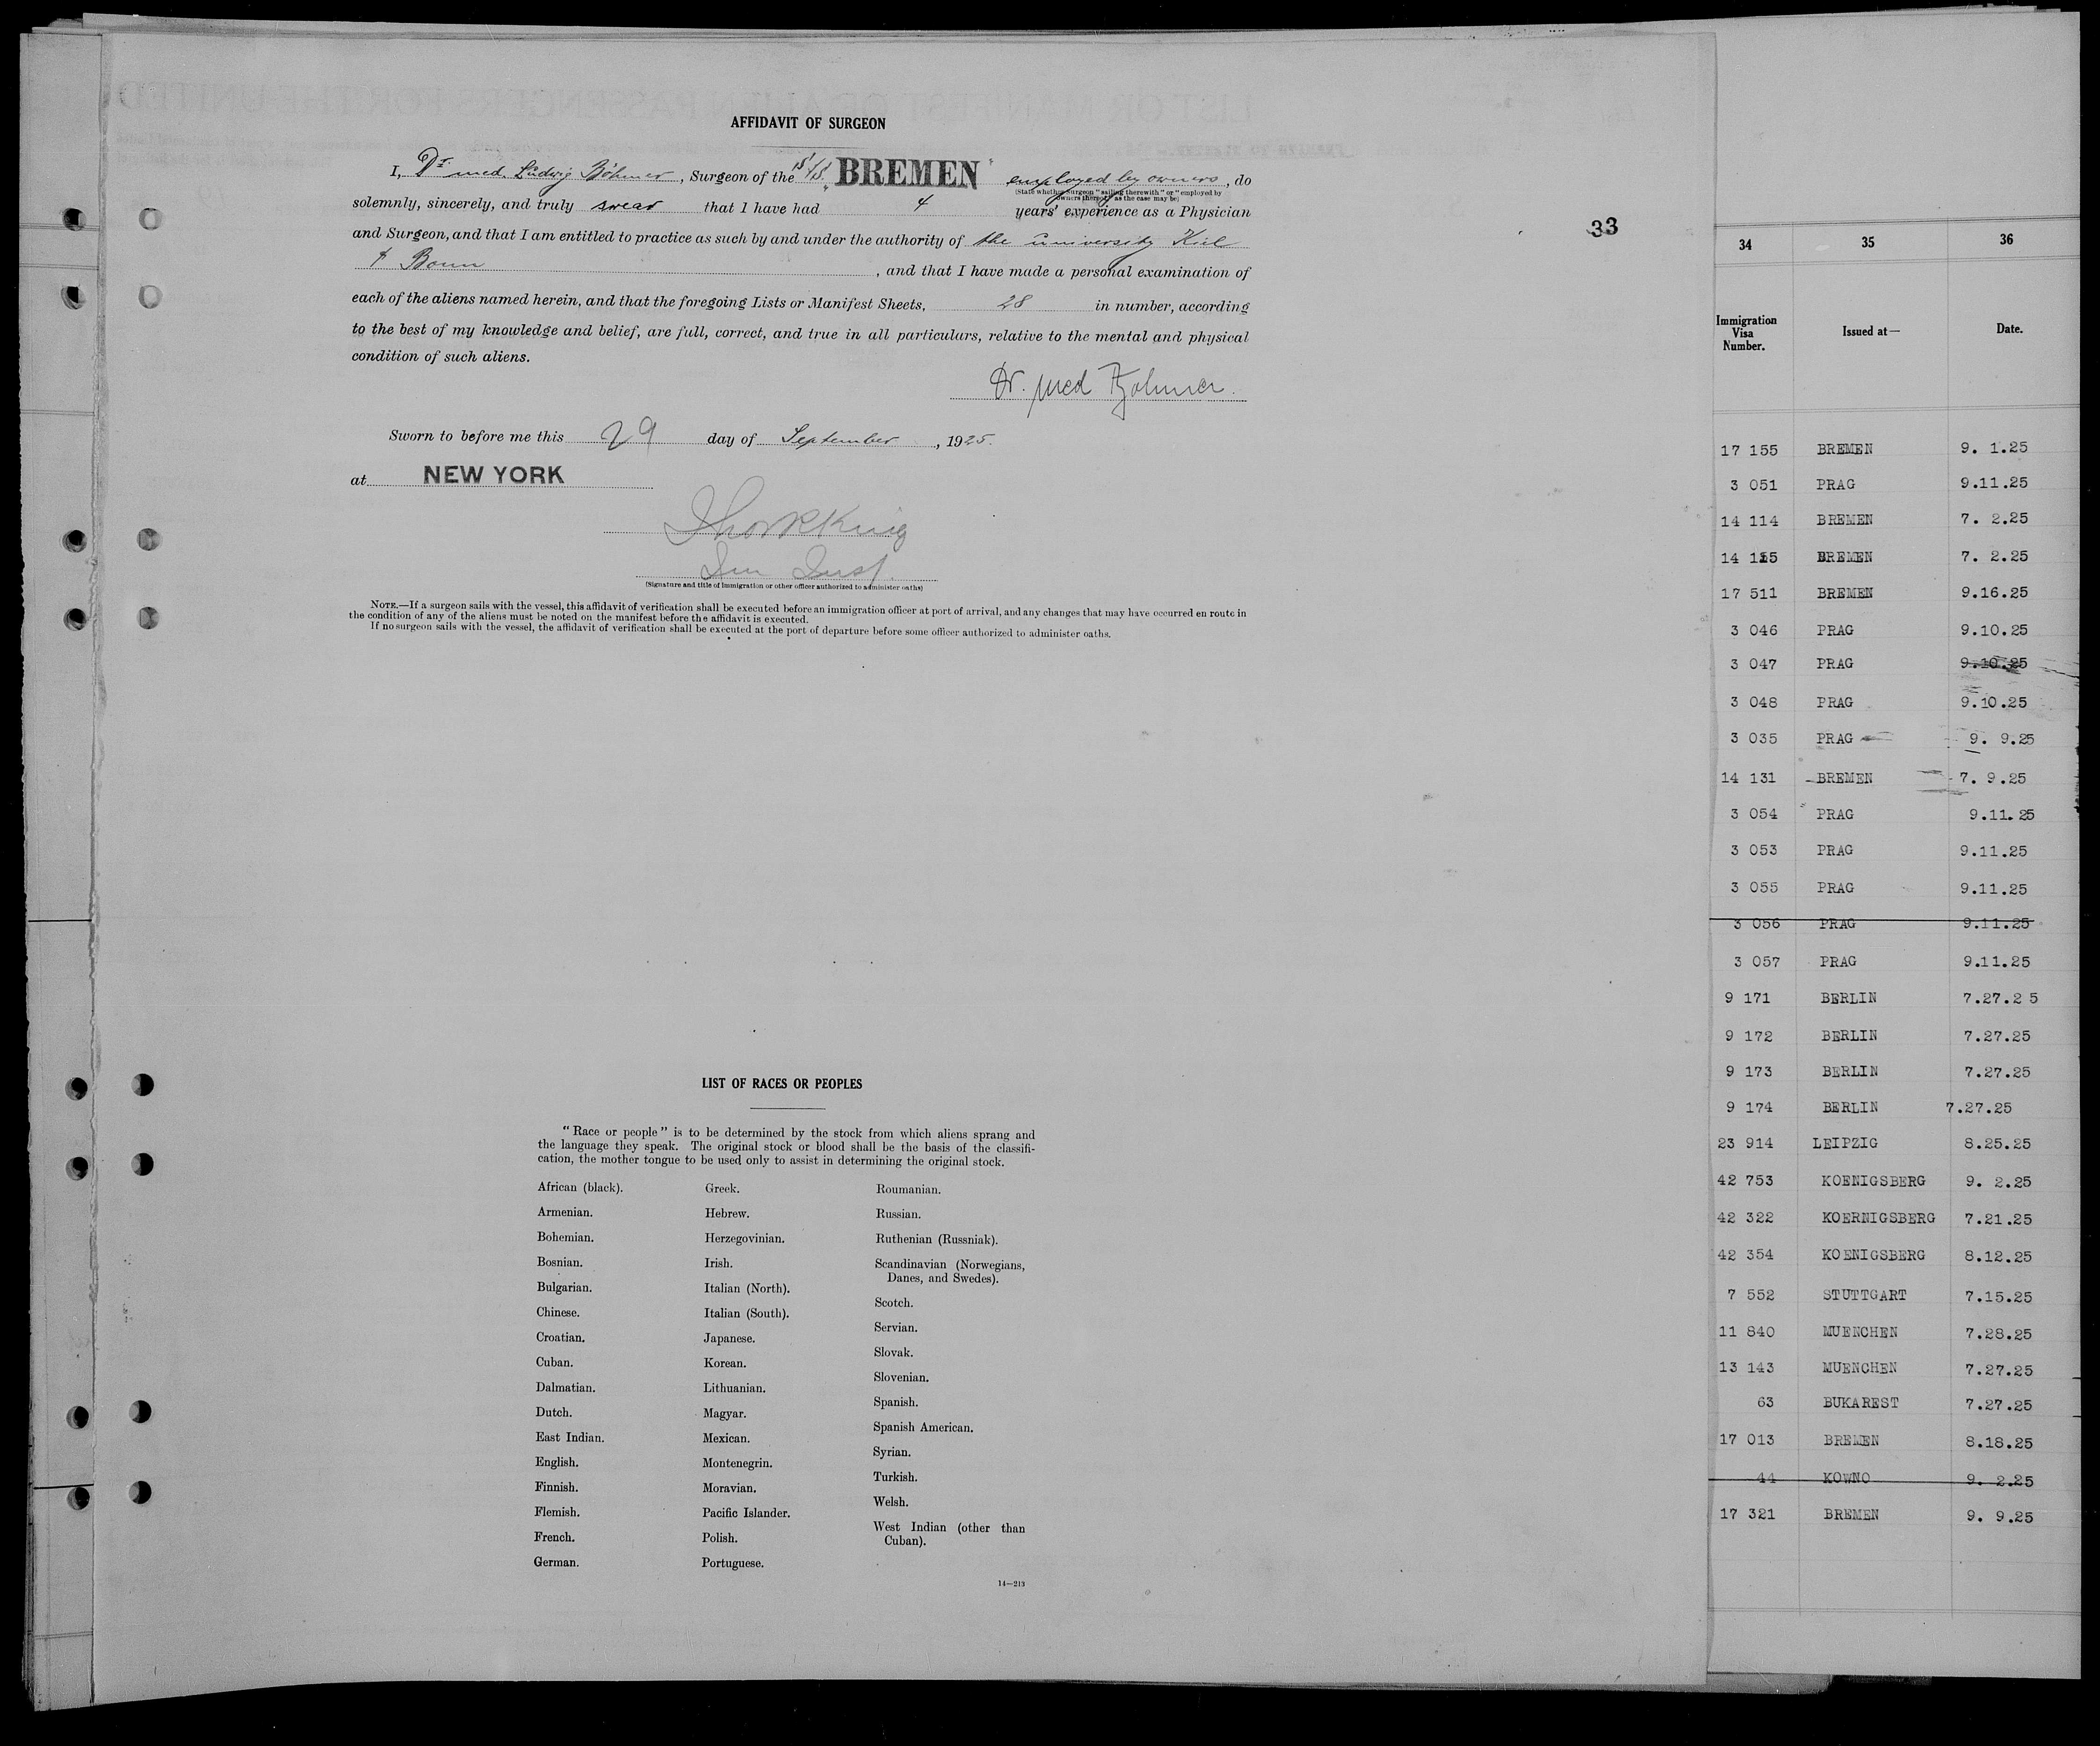 AFFIDAVIT OF SURGEON
I, Dr. med. Ludwig Böhmer, Surgeon of the S/S. "BREMEN" employed by owners, do
(State whether surgeon "sailing therewith" or "employed by
owners thereof," as the case may be)
solemnly, sincerely, and truly swear that I have had 4 years' experience as a Physician
and Surgeon, and that I am entitled to practice as such by and under the authority of the university Kiel
& Bonn, and that I have made a personal examination of
each of the aliens named herein, and that the foregoing Lists or Manifest Sheets, 28 in number, according
to the best of my knowledge and belief, are full, correct, and true in all particulars, relative to the mental and physical
condition of such aliens.
Dr. med Böhmer.
Sworn to before me this 29 day of September, 1925.
at NEW YORK
Imm Insp.
(Signature and title of immigration or other officer authorized to administer oaths)
NOTE.—If a surgeon sails with the vessel, this affidavit of verification shall be executed before an immigration officer at port of arrival, and any changes that may have occurred en route in
the condition of any of the aliens must be noted on the manifest before the affidavit is executed.
If no surgeon sails with the vessel, the affidavit of verification shall be executed at the port of departure before some officer authorized to administer oaths.
33
LIST OF RACES OR PEOPLES
"Race or people" is to be determined by the stock from which aliens sprang and
the language they speak. The original stock or blood shall be the basis of the classifi-
cation, the mother tongue to be used only to assist in determining the original stock.
African (black).
Armenian.
Bohemian.
Bosnian.
Bulgarian.
Chinese.
Croatian.
Cuban.
Dalmatian.
Dutch.
East Indian.
English.
Finnish.
Flemish.
French.
German.
Greek.
Hebrew.
Herzegovinian.
Irish.
Italian (North).
Italian (South).
Japanese.
Korean.
Lithuanian.
Magyar.
Mexican.
Montenegrin.
Moravian.
Pacific Islander.
Polish.
Portuguese.
Roumanian.
Russian.
Ruthenian (Russniak).
Scandinavian (Norwegians,
Danes, and Swedes).
Scotch.
Servian.
Slovak.
Slovenian.
Spanish.
Spanish American.
Syrian.
Turkish.
Welsh.
West Indian (other than
Cuban).
14—213
34 35 36
Immigration
Visa
Number.
Issued at—
Date.
17 155 BREMEN 9. 1.25
3 051 PRAG 9.11.25
14 114 BREMEN 7. 2.25
14 115 BREMEN 7. 2.25
17 511 BREMEN 9.16.25
3 046 PRAG 9.10.25
3 047 PRAG 9.10.25
3 048 PRAG 9.10.25
3 035 PRAG 9. 9.25
14 131 BREMEN 7. 9.25
3 054 PRAG 9.11.25
3 053 PRAG 9.11.25
3 055 PRAG 9.11.25
3 056 PRAG 9.11.25
3 057 PRAG 9.11.25
9 171 BERLIN 7.27.2 5
9 172 BERLIN 7.27.25
9 173 BERLIN 7.27.25
9 174 BERLIN 7.27.25
23 914 LEIPZIG 8.25.25
42 753 KOENIGSBERG 9. 2.25
42 322 KOERNIGSBERG 7.21.25
42 354 KOENIGSBERG 8.12.25
7 552 STUTTGART 7.15.25
11 840 MUENCHEN 7.28.25
13 143 MUENCHEN 7.27.25
63 BUKAREST 7.27.25
17 013 BREMEN 8.18.25
44 KOWNO 9. 2.25
17 321 BREMEN 9. 9.25